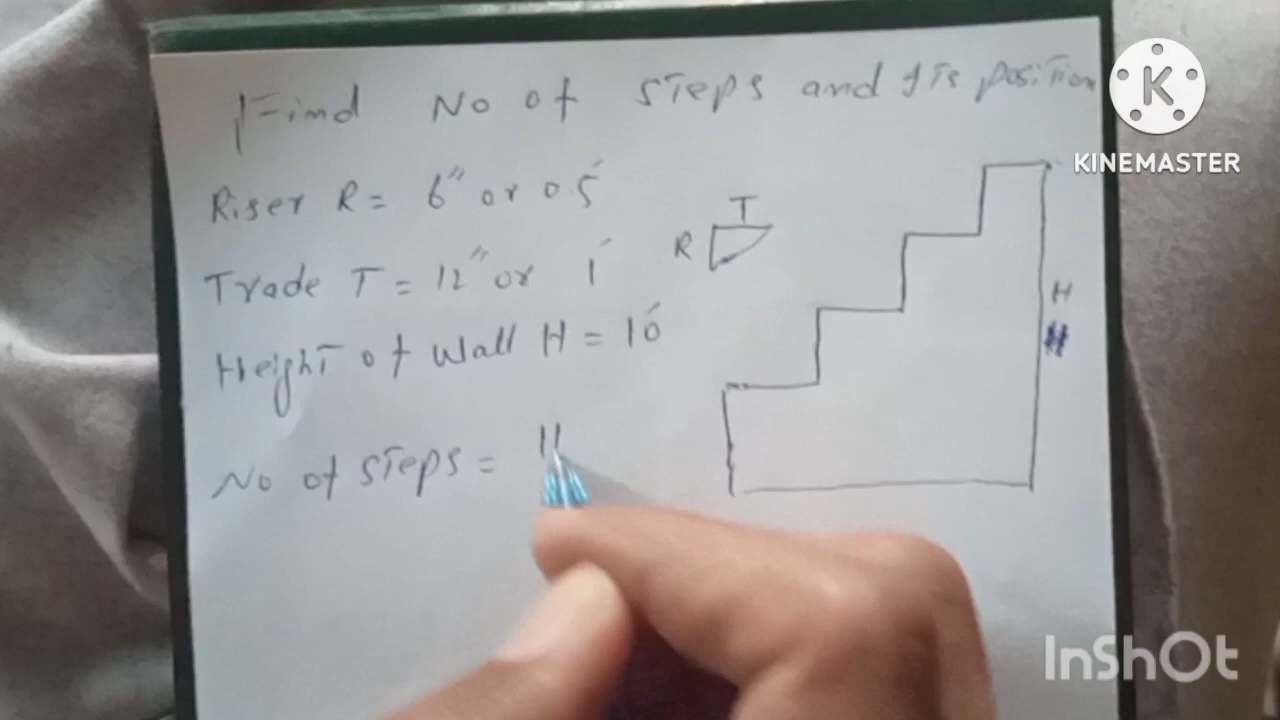 Find No of steps and Its position
Riser R = 6" or 0 5'
T
R
Trade T = 12" or 1'
H
Height of Wall H = 10'
H
No of steps =
K
KINEMASTER
InShOt